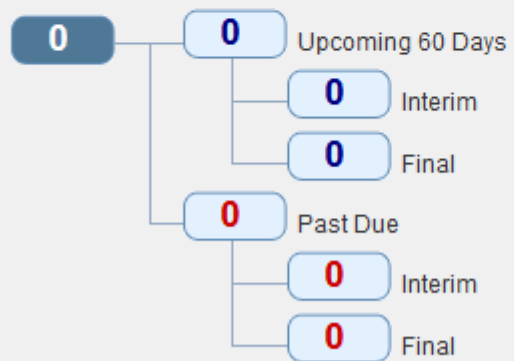 0
0 Upcoming 60 Days
0 Interim
0 Final
0 Past Due
0 Interim
0 Final